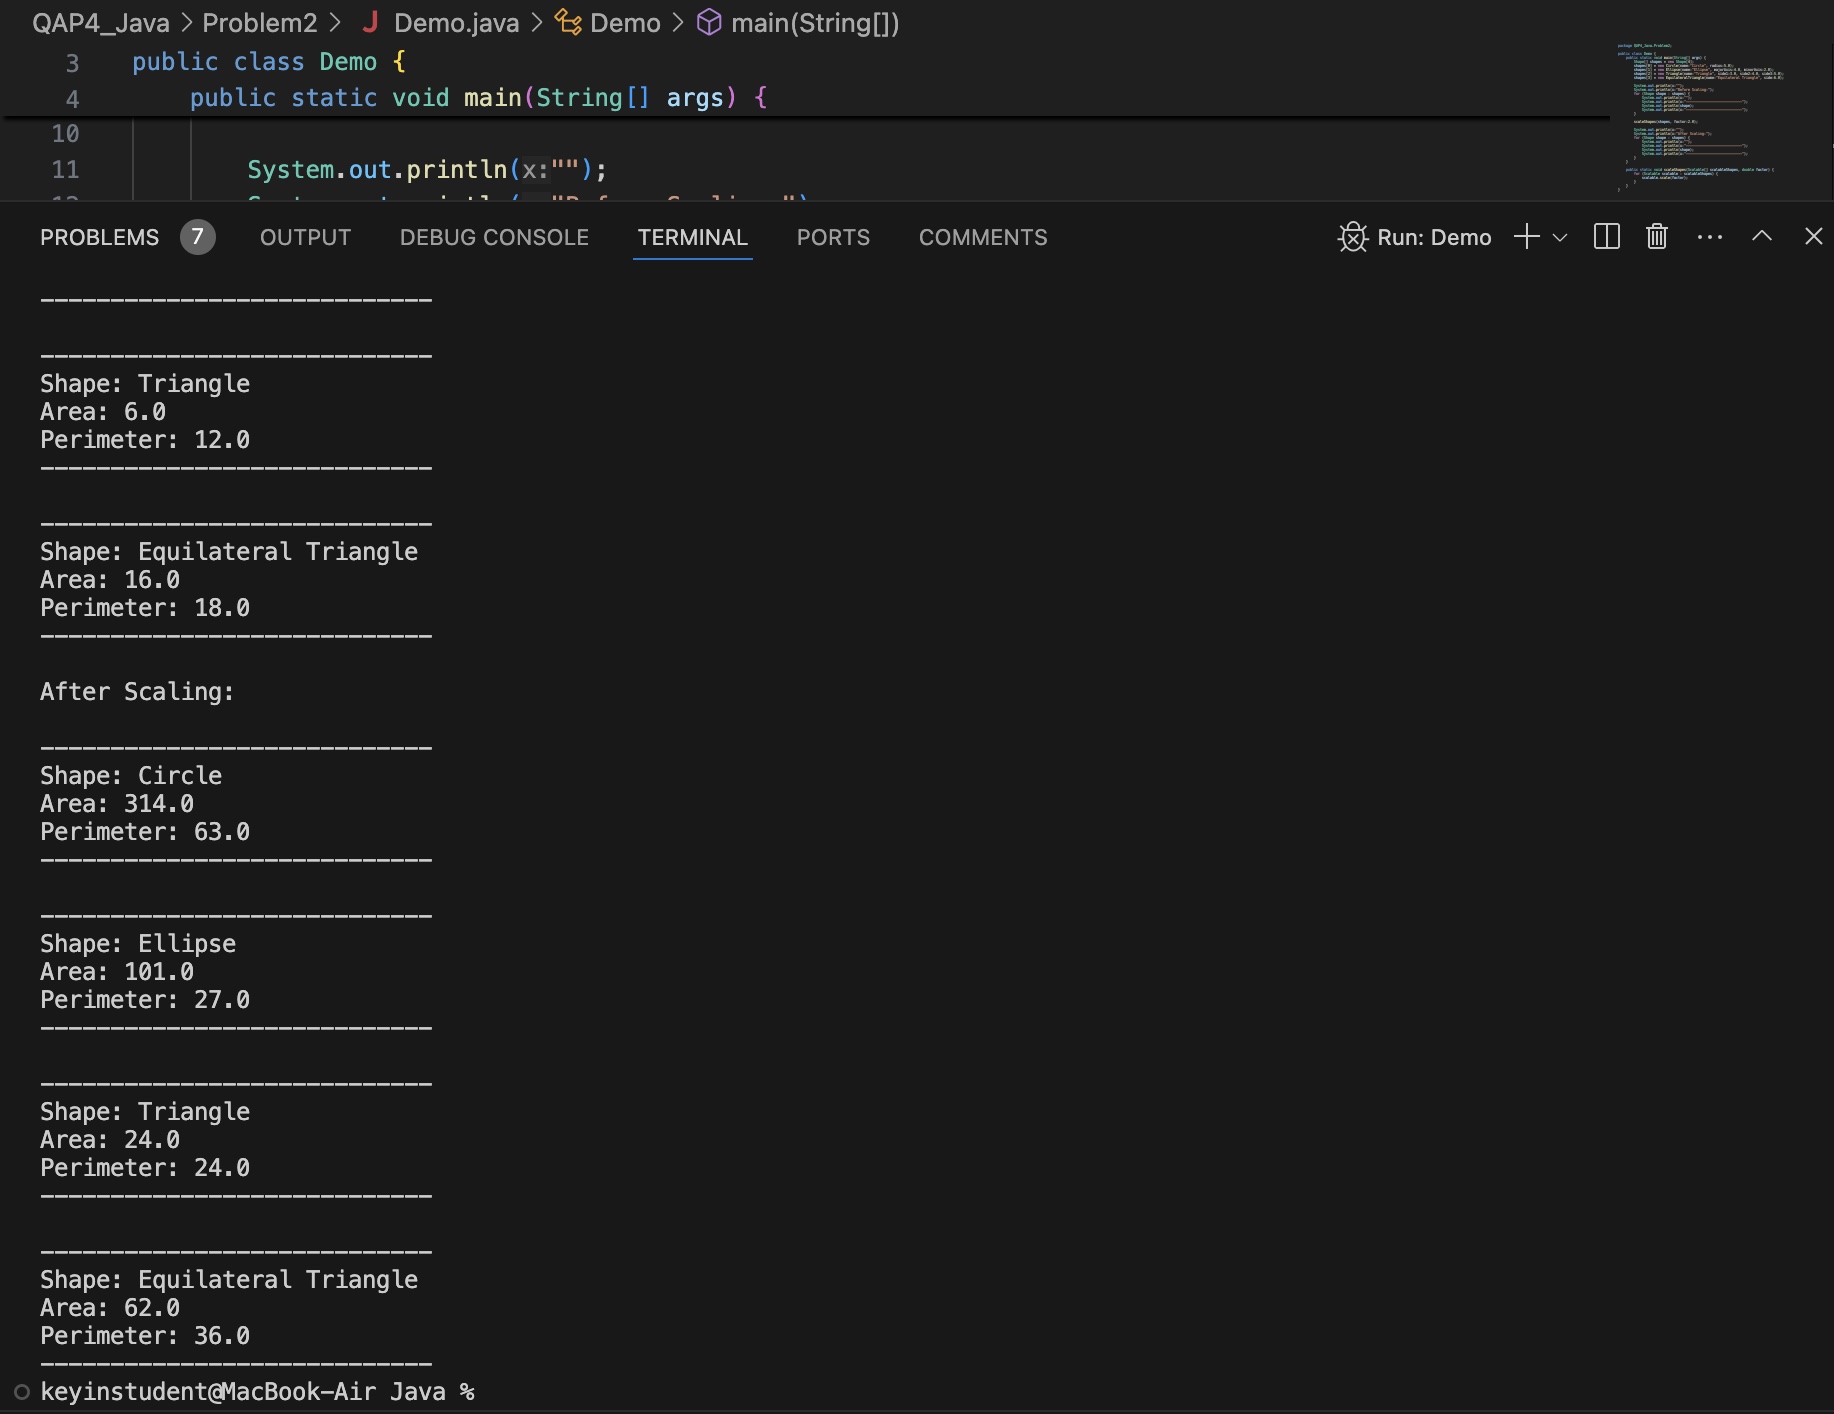 QAP4_Java > Problem2 > J Demo.java > Demo > main(String[])
3 public class Demo {
4 public static void main(String[] args) {
10
11 System.out.println(x:"");
PROBLEMS 7 OUTPUT DEBUG CONSOLE TERMINAL PORTS COMMENTS Run: Demo
----------------------------
----------------------------
Shape: Triangle
Area: 6.0
Perimeter: 12.0
----------------------------
----------------------------
Shape: Equilateral Triangle
Area: 16.0
Perimeter: 18.0
----------------------------
After Scaling:
----------------------------
Shape: Circle
Area: 314.0
Perimeter: 63.0
----------------------------
----------------------------
Shape: Ellipse
Area: 101.0
Perimeter: 27.0
----------------------------
----------------------------
Shape: Triangle
Area: 24.0
Perimeter: 24.0
----------------------------
----------------------------
Shape: Equilateral Triangle
Area: 62.0
Perimeter: 36.0
----------------------------
keyinstudent@MacBook-Air Java %